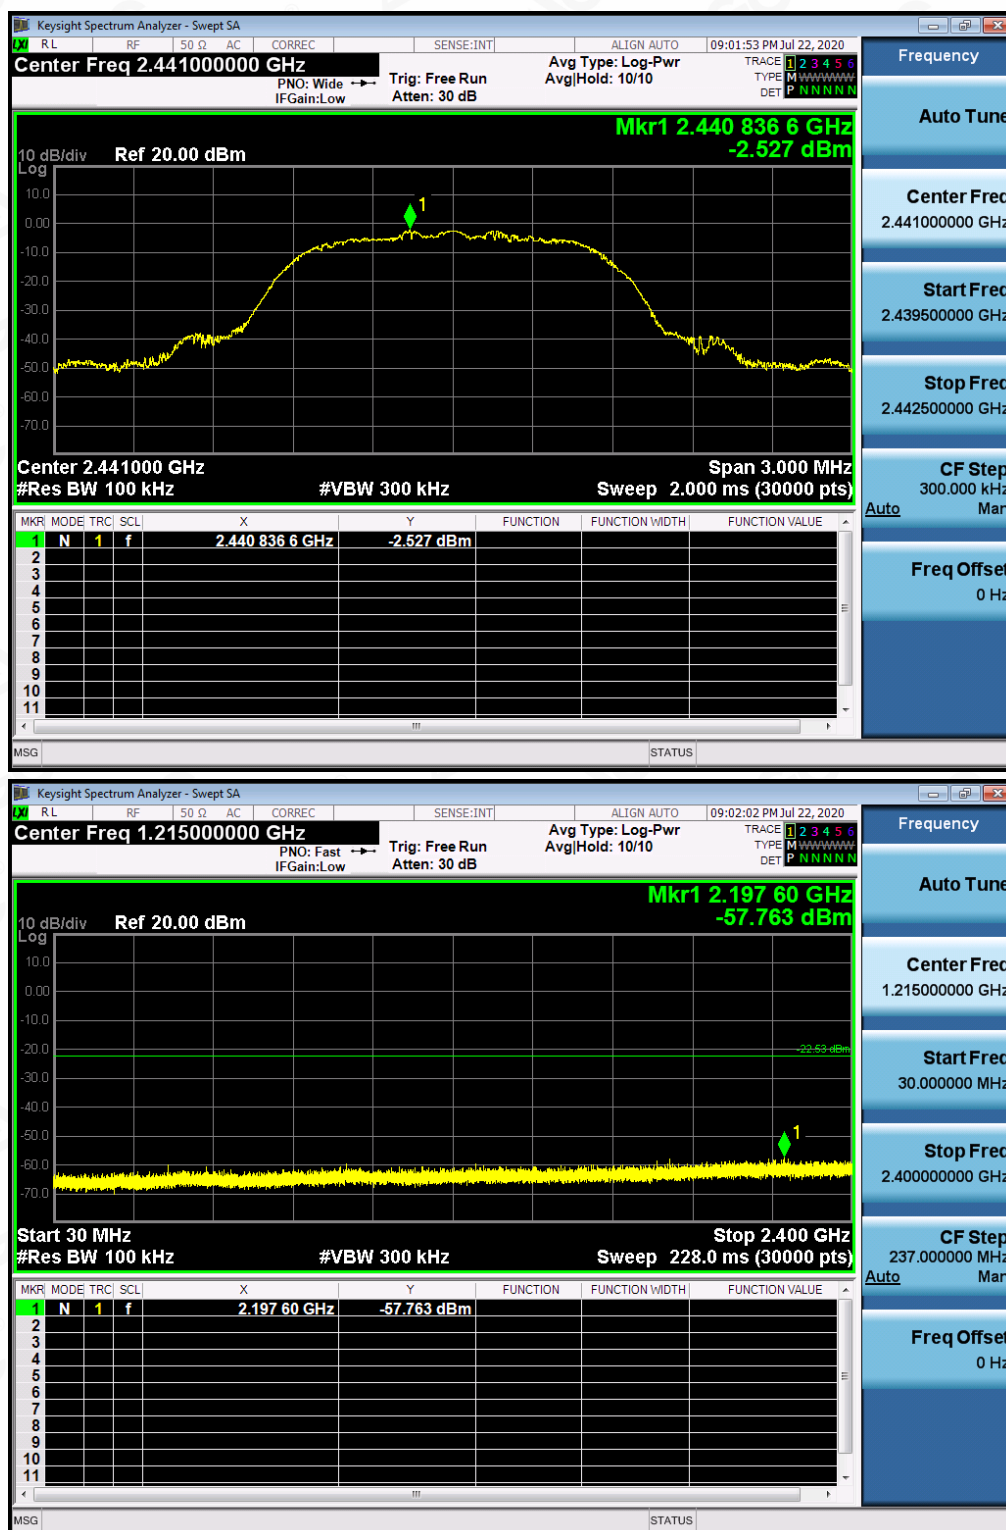 Keysight Spectrum Analyzer - Swept SA
LXI RL RF 50 Ω AC CORREC SENSE:INT ALIGN AUTO 09:01:53 PM Jul 22, 2020
Center Freq 2.441000000 GHz
PNO: Wide
IFGain:Low
Trig: Free Run
Atten: 30 dB
Avg Type: Log-Pwr
Avg|Hold: 10/10
TRACE 1 2 3 4 5 6
TYPE M WWWWW
DET P N N N N N
Mkr1 2.440 836 6 GHz
-2.527 dBm
10 dB/div Ref 20.00 dBm
Log
10.0
0.00
-10.0
-20.0
-30.0
-40.0
-50.0
-60.0
-70.0
1
Center 2.441000 GHz Span 3.000 MHz
#Res BW 100 kHz #VBW 300 kHz Sweep 2.000 ms (30000 pts)
MKR MODE TRC SCL X Y FUNCTION FUNCTION WIDTH FUNCTION VALUE
1 N 1 f 2.440 836 6 GHz -2.527 dBm
2
3
4
5
6
7
8
9
10
11
MSG STATUS
Frequency
Auto Tune
Center Freq
2.441000000 GHz
Start Freq
2.439500000 GHz
Stop Freq
2.442500000 GHz
CF Step
300.000 kHz
Auto Man
Freq Offset
0 Hz
Keysight Spectrum Analyzer - Swept SA
LXI RL RF 50 Ω AC CORREC SENSE:INT ALIGN AUTO 09:02:02 PM Jul 22, 2020
Center Freq 1.215000000 GHz
PNO: Fast
IFGain:Low
Trig: Free Run
Atten: 30 dB
Avg Type: Log-Pwr
Avg|Hold: 10/10
TRACE 1 2 3 4 5 6
TYPE M WWWWW
DET P N N N N N
Mkr1 2.197 60 GHz
-57.763 dBm
10 dB/div Ref 20.00 dBm
Log
10.0
0.00
-10.0
-20.0
-22.53 dBm
-30.0
-40.0
-50.0
-60.0
-70.0
1
Start 30 MHz Stop 2.400 GHz
#Res BW 100 kHz #VBW 300 kHz Sweep 228.0 ms (30000 pts)
MKR MODE TRC SCL X Y FUNCTION FUNCTION WIDTH FUNCTION VALUE
1 N 1 f 2.197 60 GHz -57.763 dBm
2
3
4
5
6
7
8
9
10
11
MSG STATUS
Frequency
Auto Tune
Center Freq
1.215000000 GHz
Start Freq
30.000000 MHz
Stop Freq
2.400000000 GHz
CF Step
237.000000 MHz
Auto Man
Freq Offset
0 Hz